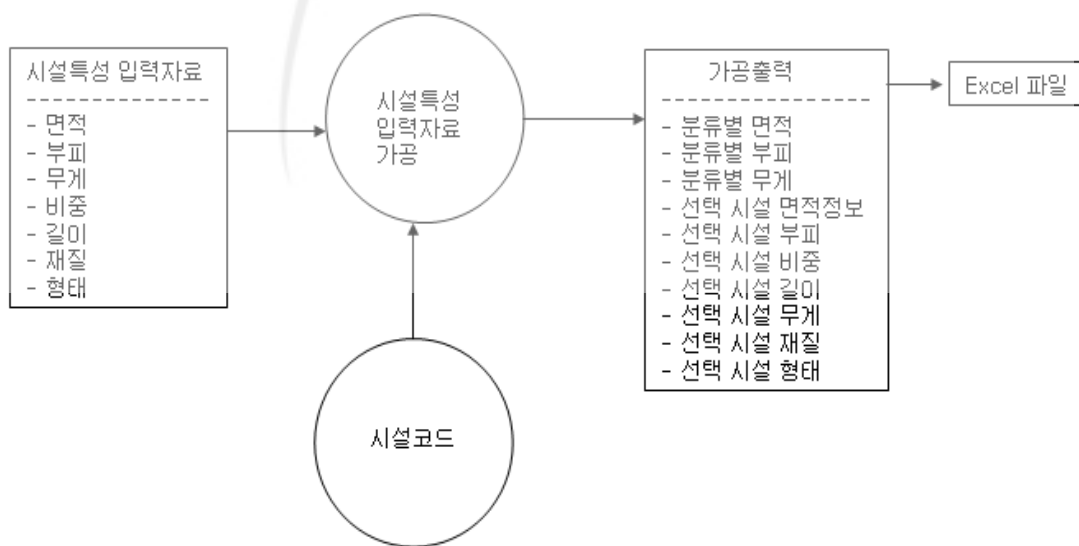 시설특성 입력자료
--------------
- 면적
- 부피
- 무게
- 비중
- 길이
- 재질
- 형태
시설특성
입력자료
가공
시설코드
가공출력
----------------
- 분류별 면적
- 분류별 부피
- 분류별 무게
- 선택 시설 면적정보
- 선택 시설 부피
- 선택 시설 비중
- 선택 시설 길이
- 선택 시설 무게
- 선택 시설 재질
- 선택 시설 형태
Excel 파일